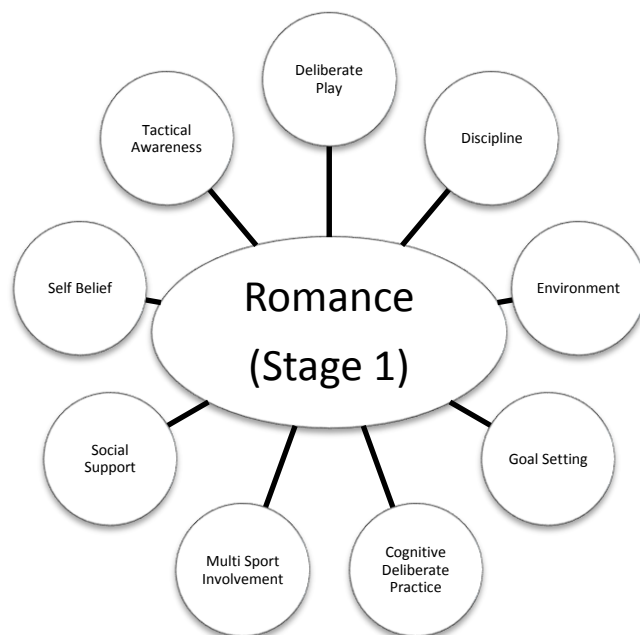 Deliberate
Play
Tactical
Awareness
Discipline
Self Belief
Romance
(Stage 1)
Environment
Social
Support
Goal Setting
Multi Sport
Involvement
Cognitive
Deliberate
Practice